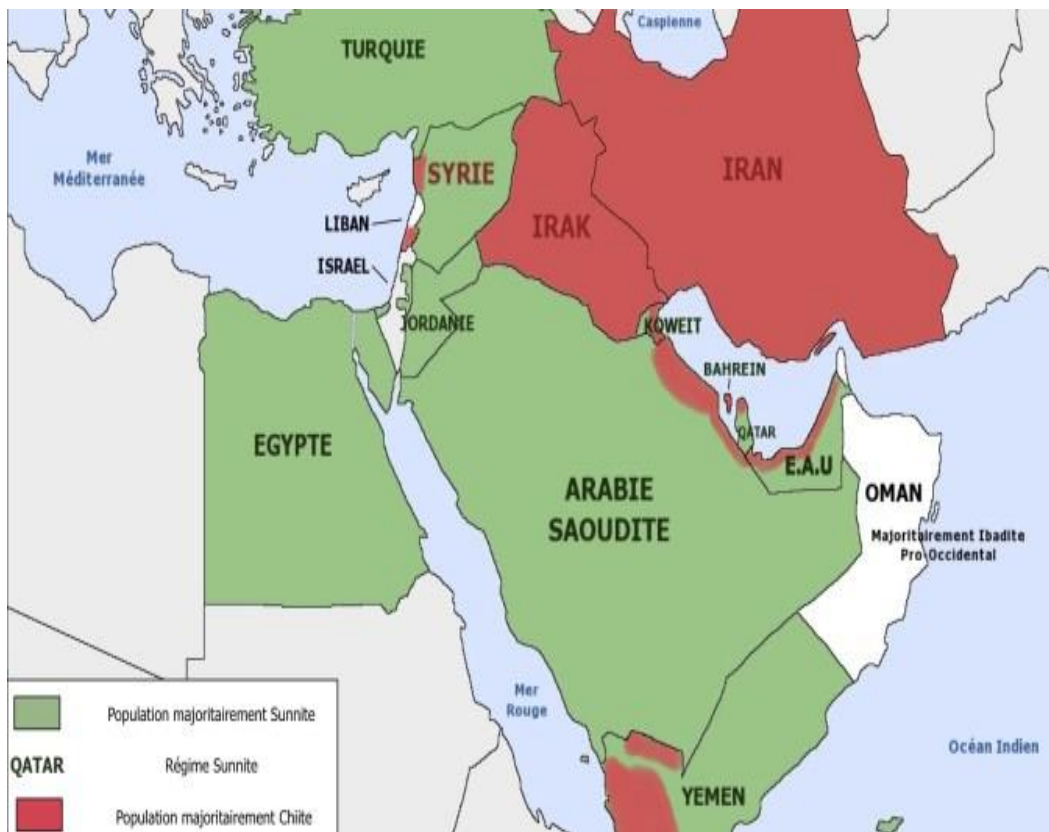 Caspienne
TURQUIE
Mer
Méditerranée
SYRIE
IRAN
LIBAN
IRAK
ISRAEL
JORDANIE
KOWEIT
BAHREIN
QATAR
EGYPTE
E.A.U
ARABIE
SAOUDITE
OMAN
Majoritairement Ibadite
Pro-Occidental
Mer
Rouge
Océan Indien
YEMEN
Population majoritairement Sunnite
QATAR Régime Sunnite
Population majoritairement Chiite